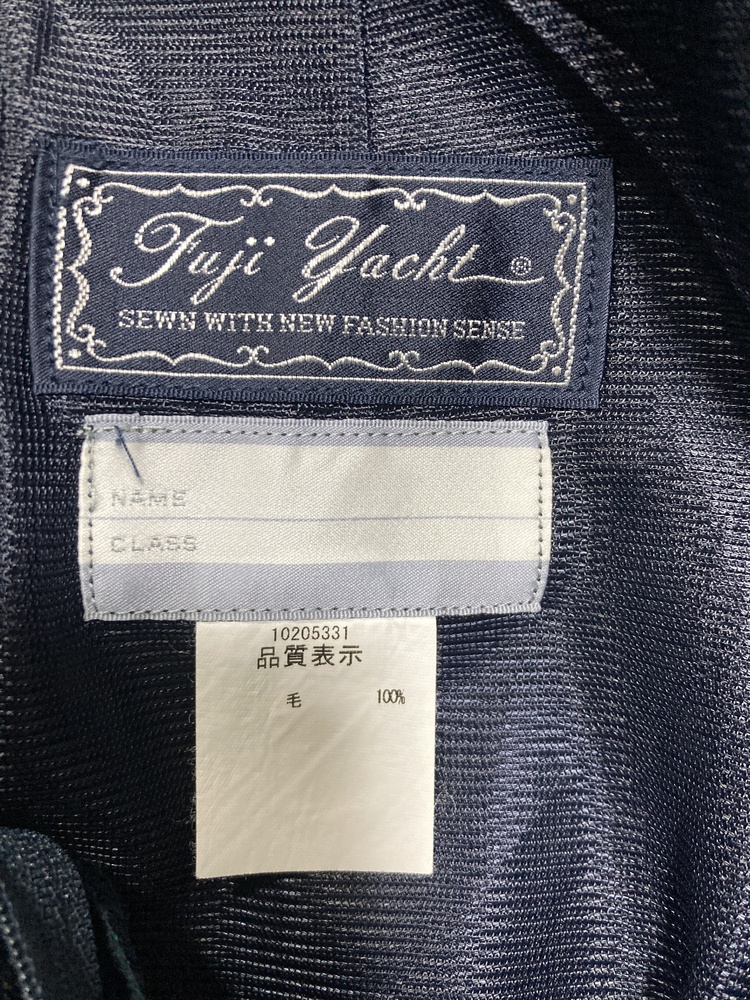 Fuji Yacht ®
SEWN WITH NEW FASHION SENSE
NAME
CLASS
10205331
品質表示
毛 100%